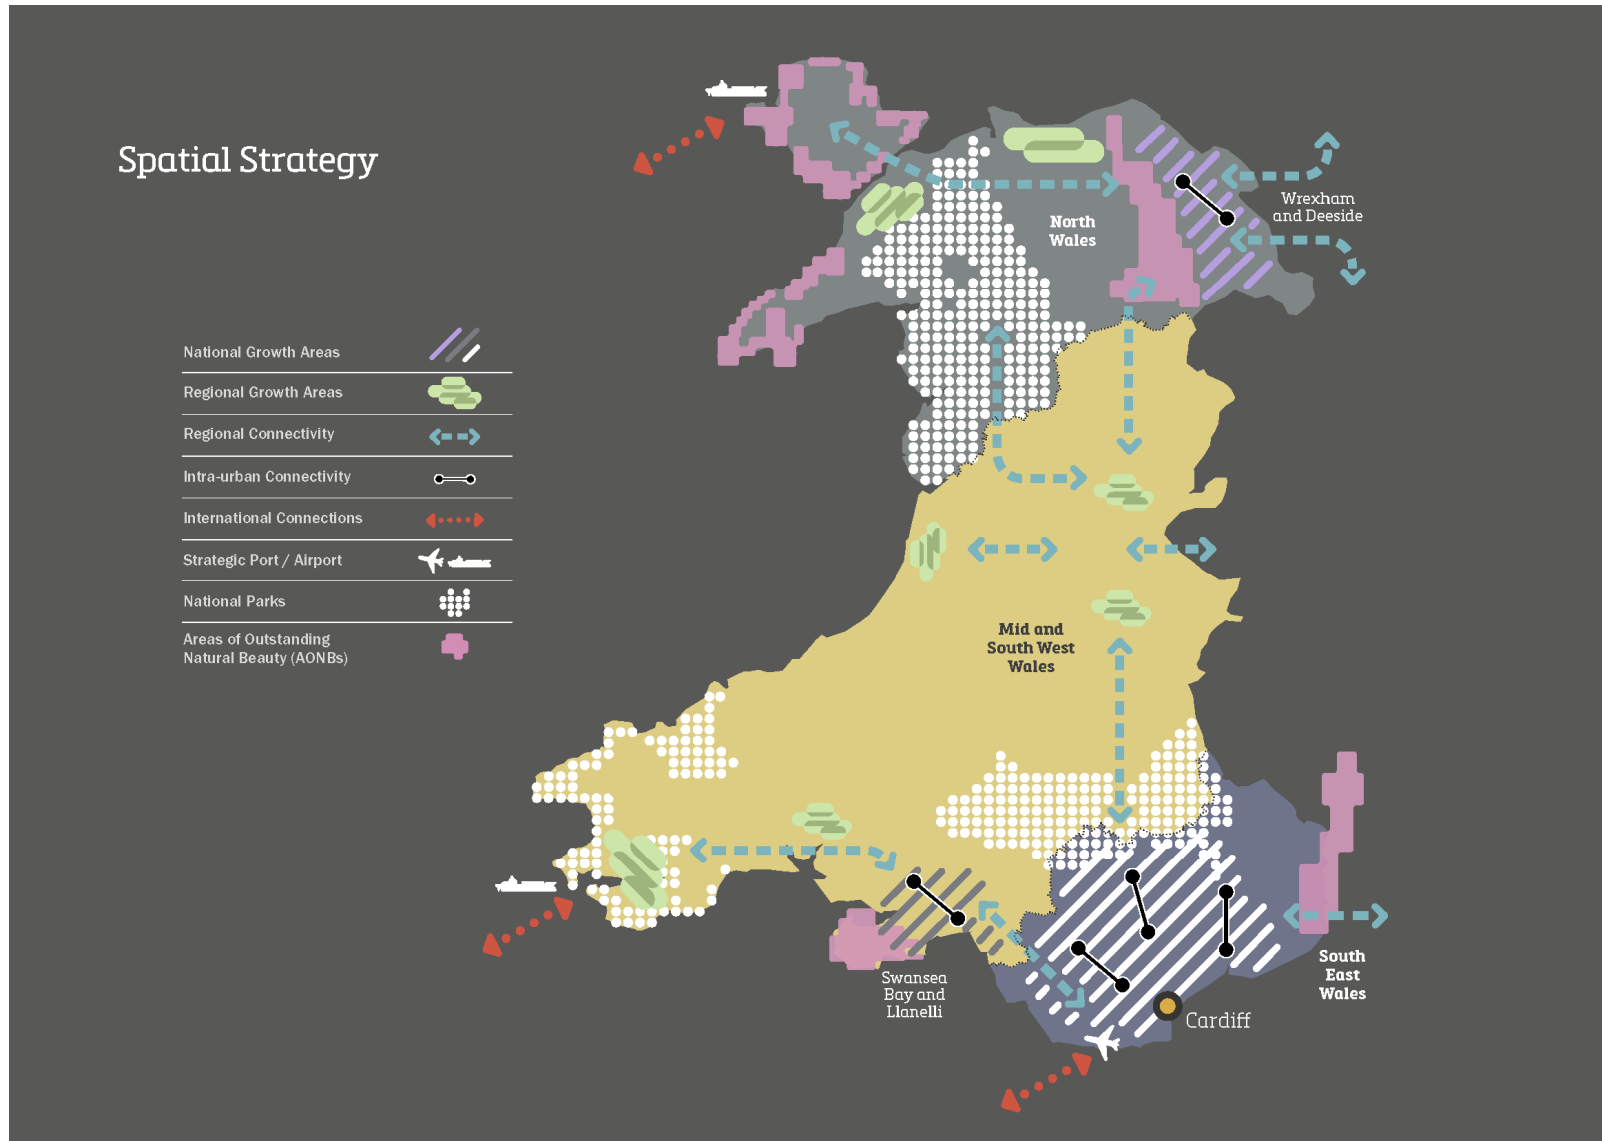 Spatial Strategy
National Growth Areas
Regional Growth Areas
Regional Connectivity
Intra-urban Connectivity
International Connections
Strategic Port / Airport
National Parks
Areas of Outstanding
Natural Beauty (AONBs)
Wrexham
and Deeside
North
Wales
Mid and
South West
Wales
Swansea
Bay and
Llanelli
South
East
Wales
Cardiff